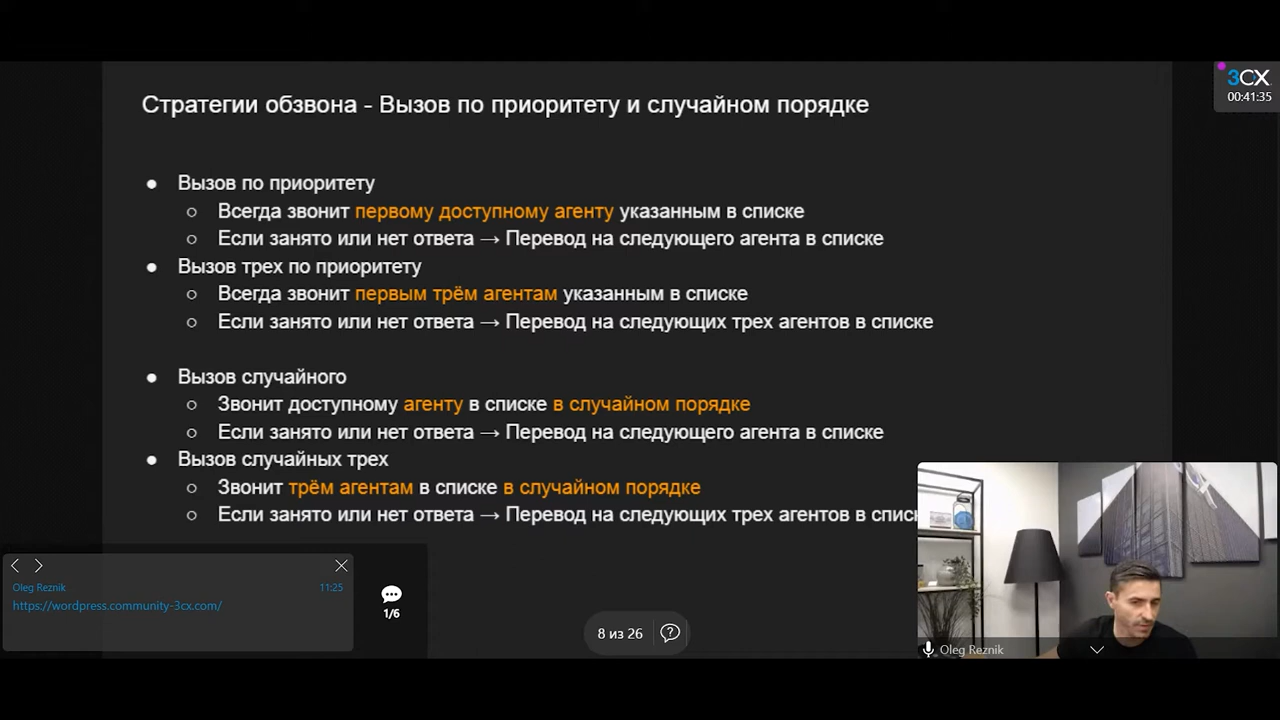 3CX
00:41:35
Стратегии обзвона - Вызов по приоритету и случайном порядке
● Вызов по приоритету
○ Всегда звонит первому доступному агенту указанным в списке
○ Если занято или нет ответа → Перевод на следующего агента в списке
● Вызов трех по приоритету
○ Всегда звонит первым трём агентам указанным в списке
○ Если занято или нет ответа → Перевод на следующих трех агентов в списке
● Вызов случайного
○ Звонит доступному агенту в списке в случайном порядке
○ Если занято или нет ответа → Перевод на следующего агента в списке
● Вызов случайных трех
○ Звонит трём агентам в списке в случайном порядке
○ Если занято или нет ответа → Перевод на следующих трех агентов в списк
Oleg Reznik 11:25
https://wordpress.community-3cx.com/
1/6
8 из 26
Oleg Reznik